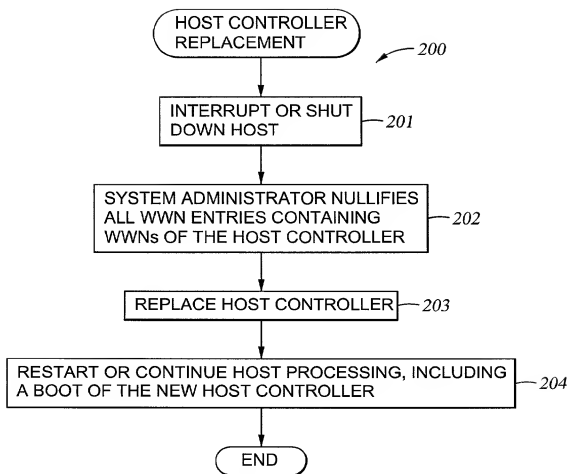 HOST CONTROLLER
REPLACEMENT
200
INTERRUPT OR SHUT
DOWN HOST
201
SYSTEM ADMINISTRATOR NULLIFIES
ALL WWN ENTRIES CONTAINING
WWNs OF THE HOST CONTROLLER
202
REPLACE HOST CONTROLLER
203
RESTART OR CONTINUE HOST PROCESSING, INCLUDING
A BOOT OF THE NEW HOST CONTROLLER
204
END